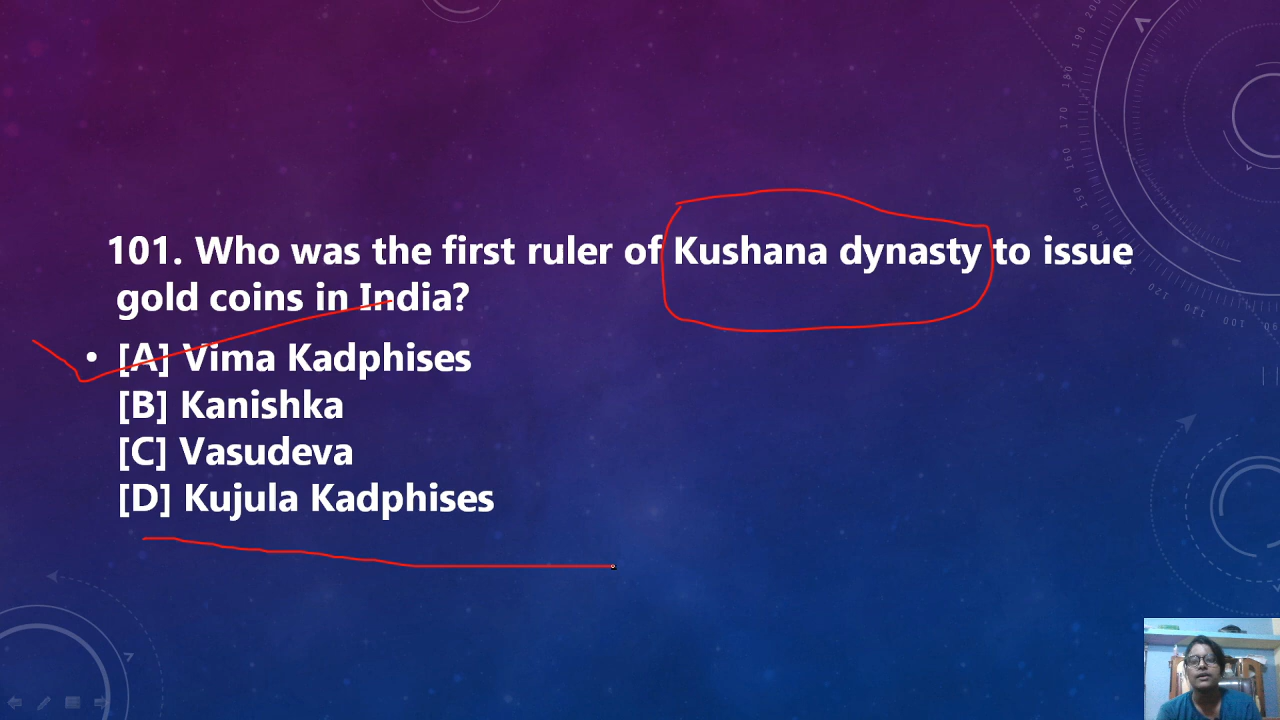 101. Who was the first ruler of Kushana dynasty to issue
gold coins in India?
• [A] Vima Kadphises
[B] Kanishka
[C] Vasudeva
[D] Kujula Kadphises